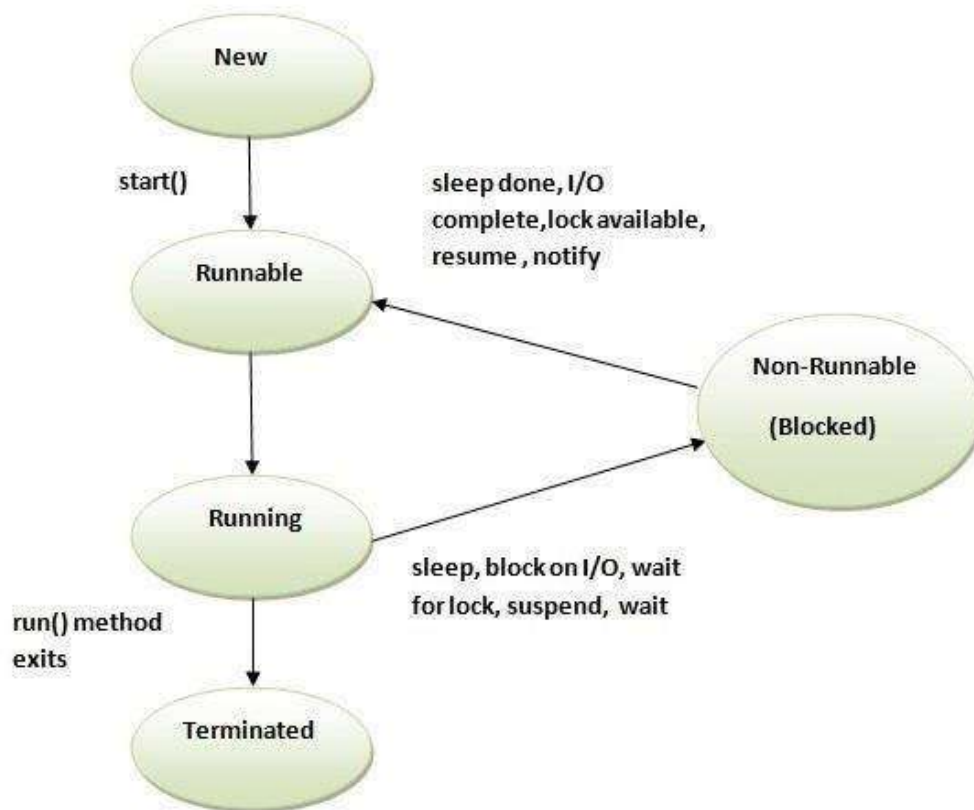 New
start()
sleep done, I/O
complete,lock available,
resume , notify
Runnable
Non-Runnable
(Blocked)
Running
sleep, block on I/O, wait
for lock, suspend, wait
run() method
exits
Terminated